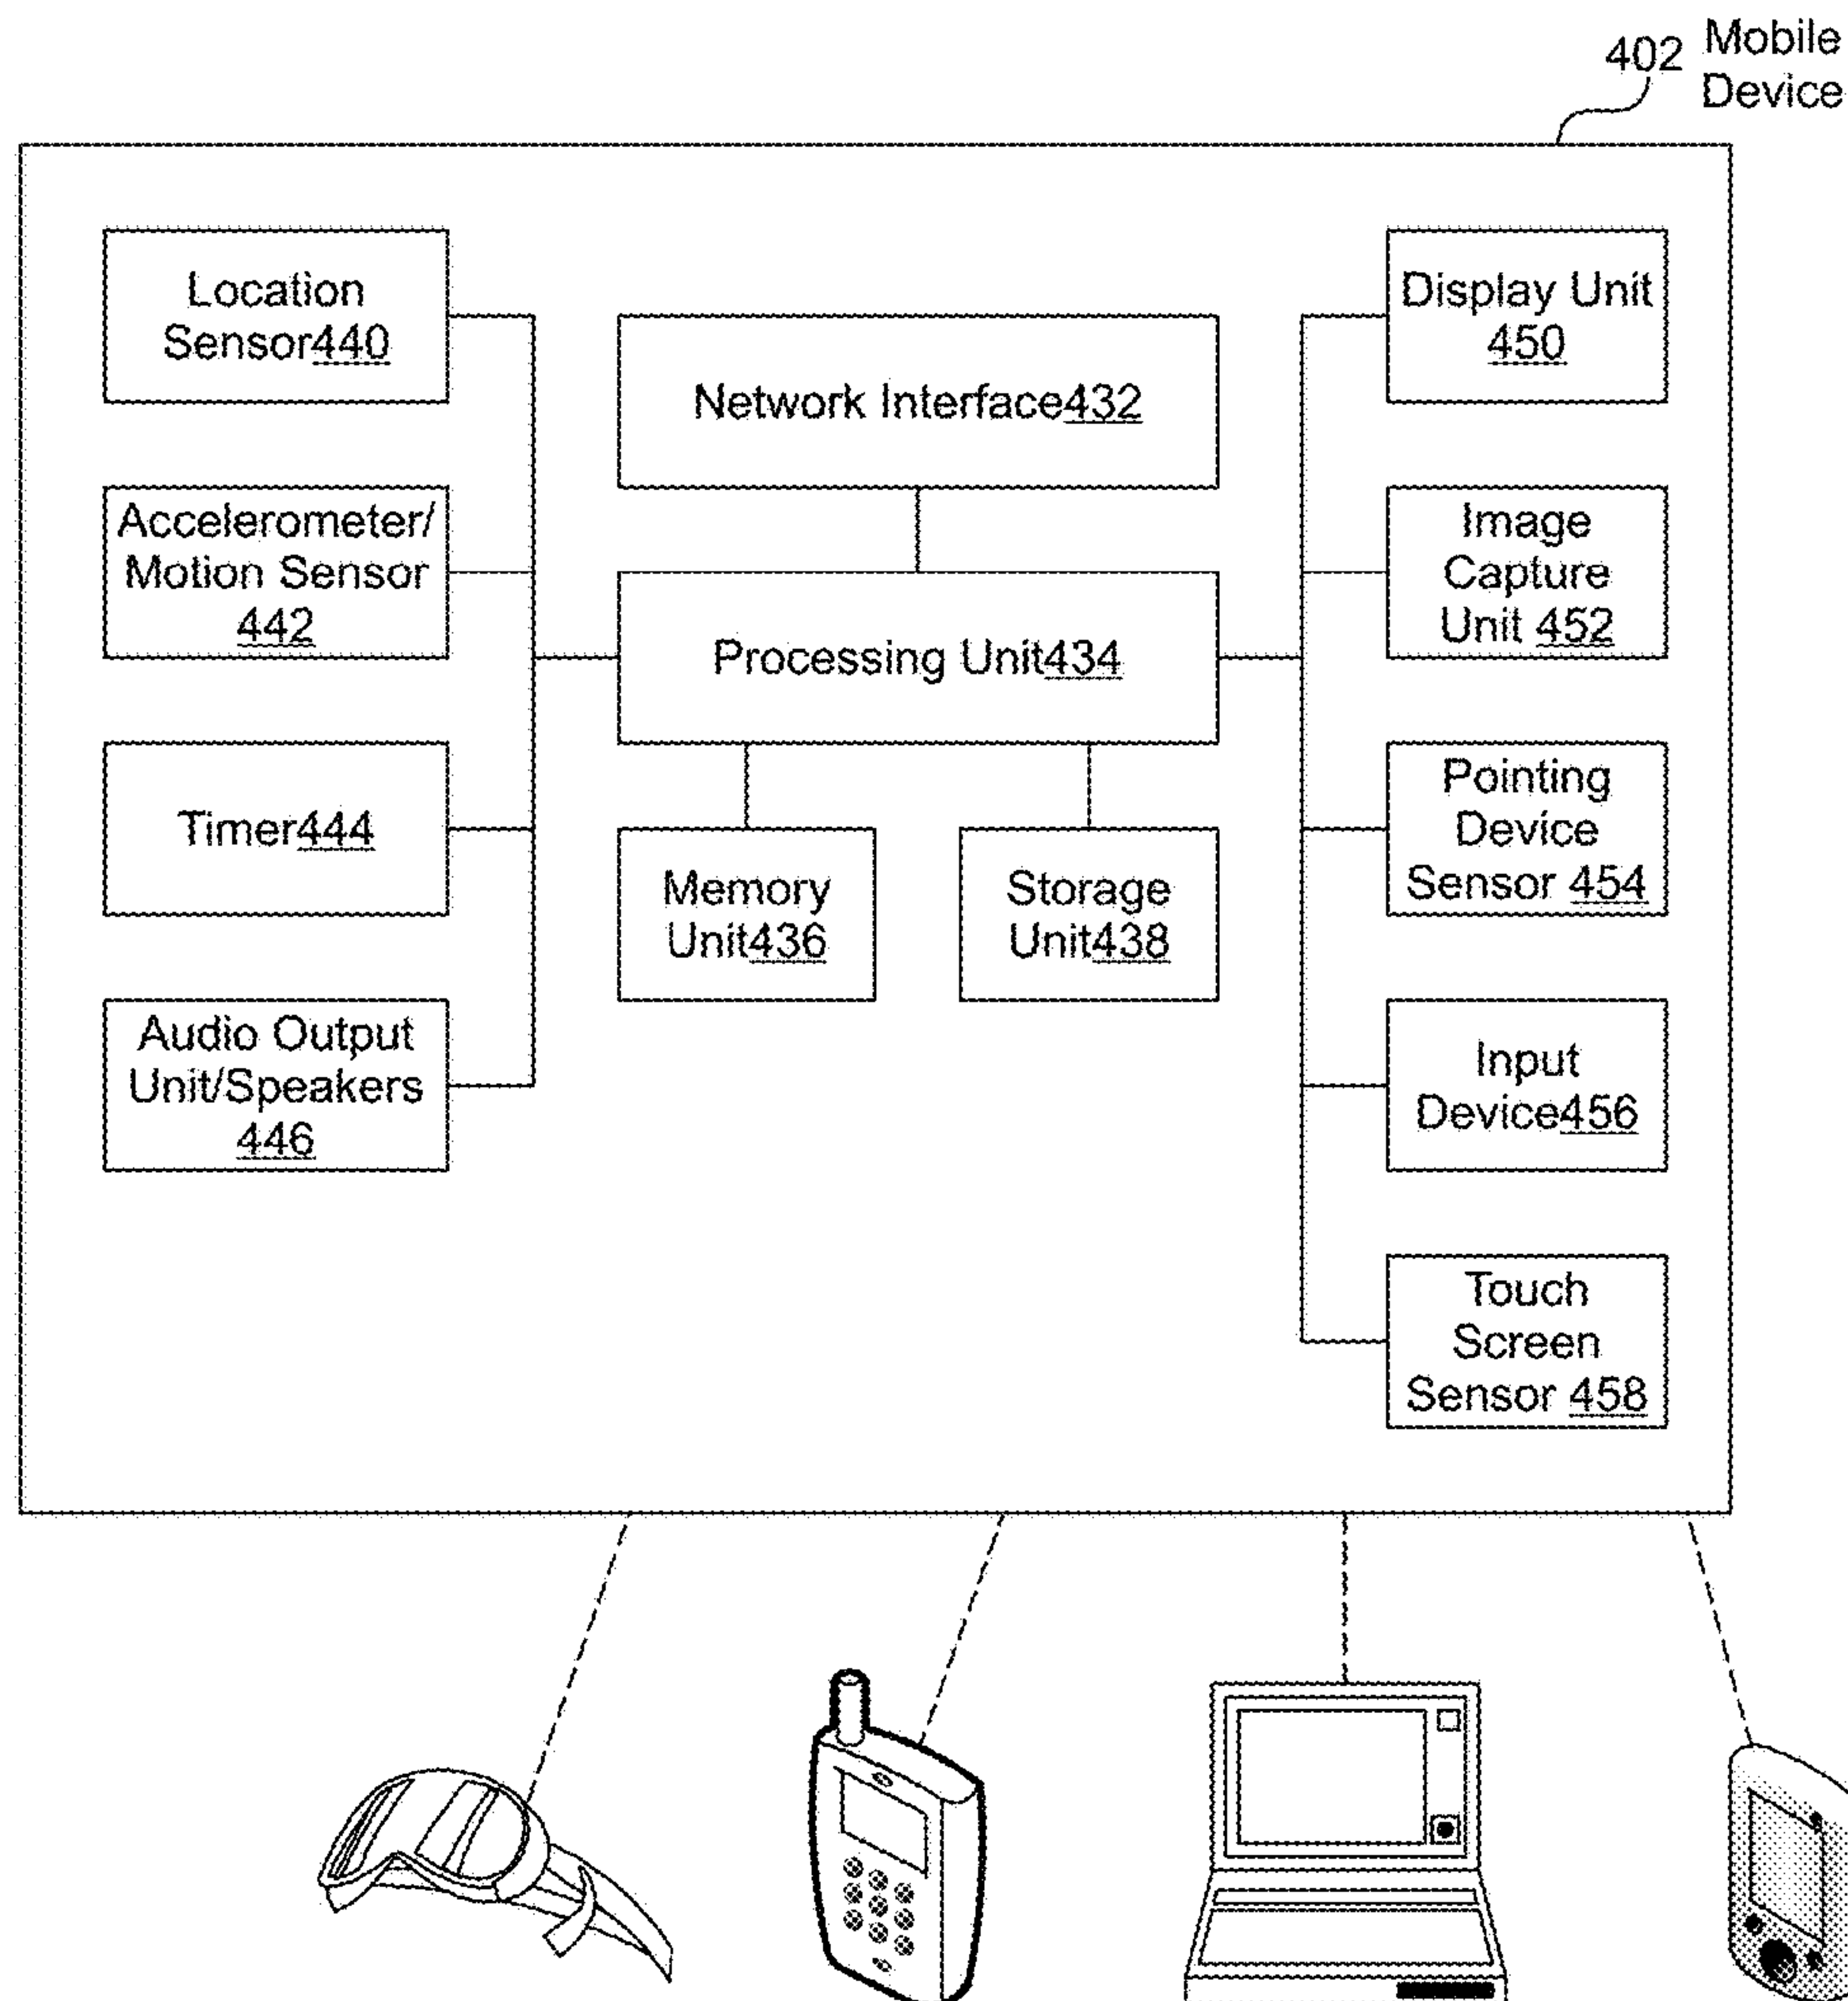 402 Mobile
Device
Location
Sensor440
Accelerometer/
Motion Sensor
442
Timer444
Audio Output
Unit/Speakers
446
Network Interface432
Processing Unit434
Memory
Unit436
Storage
Unit438
Display Unit
450
Image
Capture
Unit 452
Pointing
Device
Sensor 454
Input
Device456
Touch
Screen
Sensor 458